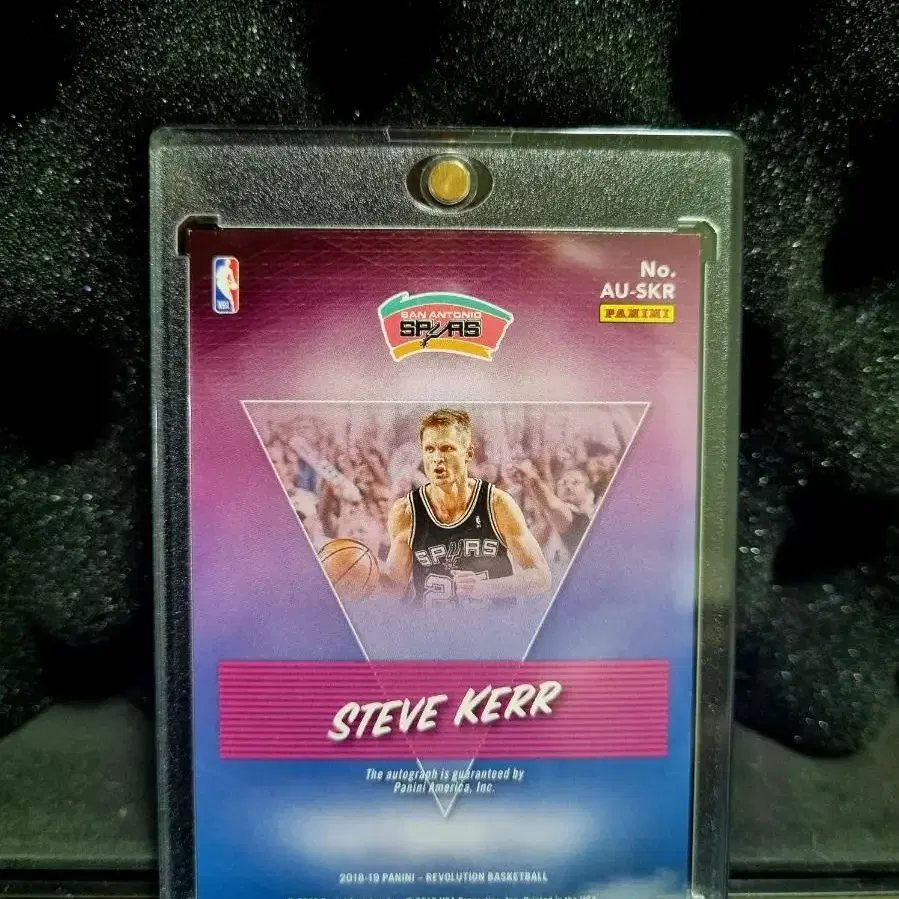 No.
AU-SKR
PANINI
NBA
SAN ANTONIO
SPURS
SPURS
STEVE KERR
The autograph is guaranteed by
Panini America, Inc.
2018-19 PANINI – REVOLUTION BASKETBALL